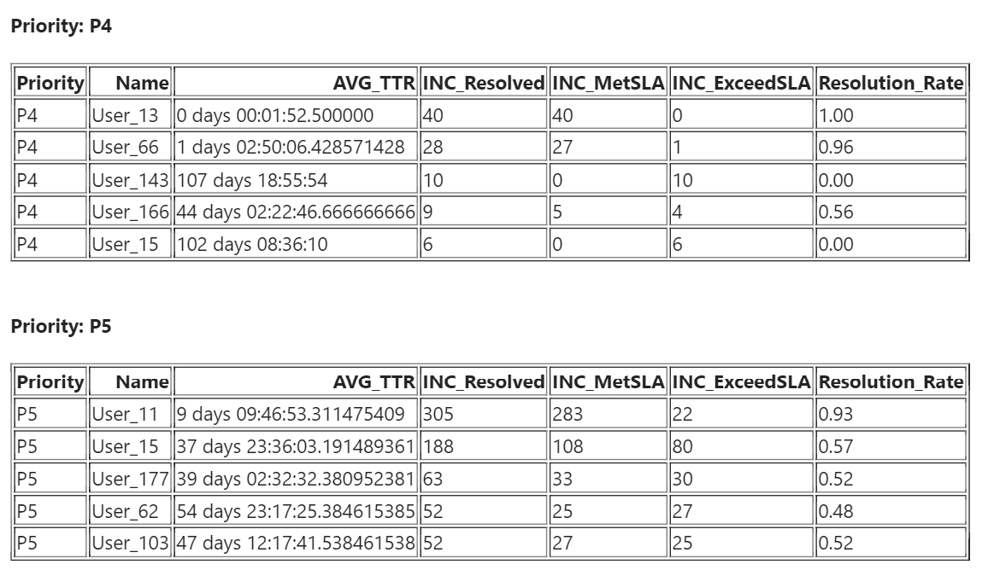 Priority: P4
Priority Name AVG_TTR INC_Resolved INC_MetSLA INC_ExceedSLA Resolution_Rate
P4 User_13 0 days 00:01:52.500000 40 40 0 1.00
P4 User_66 1 days 02:50:06.428571428 28 27 1 0.96
P4 User_143 107 days 18:55:54 10 0 10 0.00
P4 User_166 44 days 02:22:46.666666666 9 5 4 0.56
P4 User_15 102 days 08:36:10 6 0 6 0.00
Priority: P5
Priority Name AVG_TTR INC_Resolved INC_MetSLA INC_ExceedSLA Resolution_Rate
P5 User_11 9 days 09:46:53.311475409 305 283 22 0.93
P5 User_15 37 days 23:36:03.191489361 188 108 80 0.57
P5 User_177 39 days 02:32:32.380952381 63 33 30 0.52
P5 User_62 54 days 23:17:25.384615385 52 25 27 0.48
P5 User_103 47 days 12:17:41.538461538 52 27 25 0.52